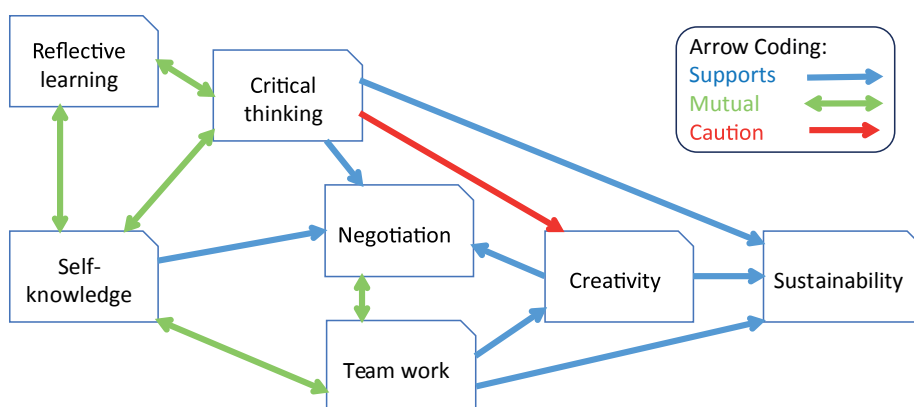 Reflective
learning
Critical
thinking
Arrow Coding:
Supports
Mutual
Caution
Self-
knowledge
Negotiation
Creativity
Sustainability
Team work